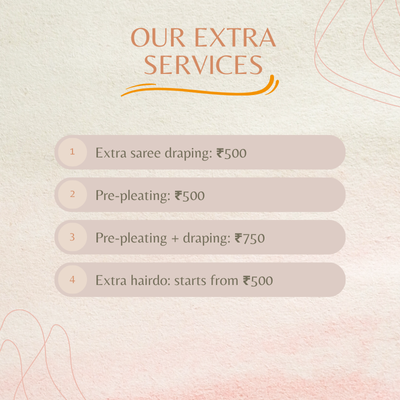 OUR EXTRA
SERVICES
1 Extra saree draping: ₹500
2 Pre-pleating: ₹500
3 Pre-pleating + draping: ₹750
4 Extra hairdo: starts from ₹500